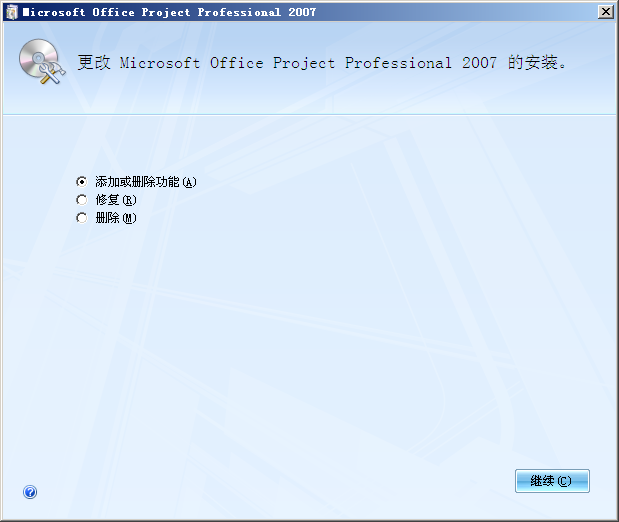 Microsoft Office Project Professional 2007
更改 Microsoft Office Project Professional 2007 的安装。
添加或删除功能(A)
修复(R)
删除(M)
继续(C)